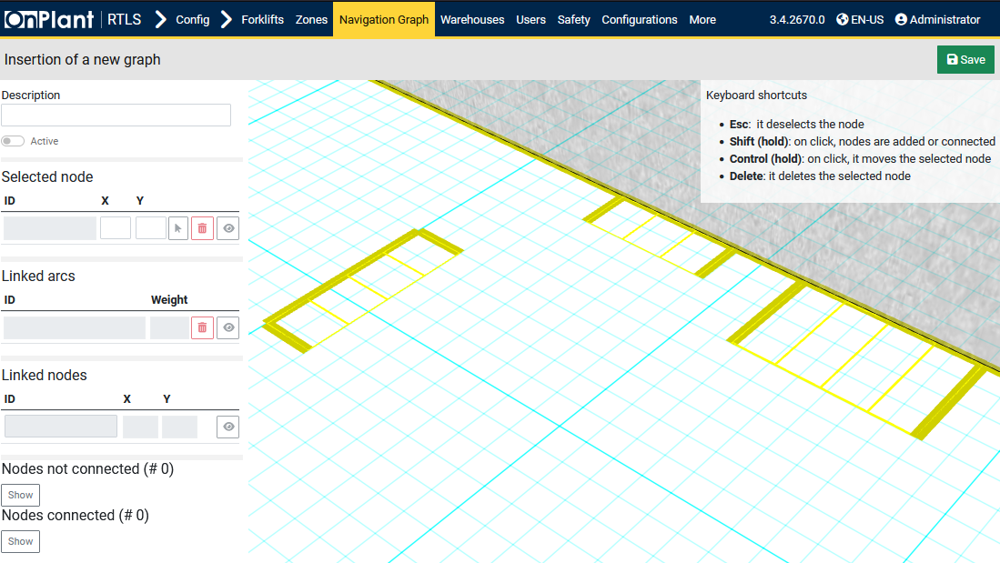 OnPlant RTLS Config Forklifts Zones Navigation Graph Warehouses Users Safety Configurations More 3.4.2670.0 EN-US Administrator
Insertion of a new graph
Save
Description
Active
Selected node
ID X Y
Linked arcs
ID Weight
Linked nodes
ID X Y
Nodes not connected (# 0)
Show
Nodes connected (# 0)
Show
Keyboard shortcuts
Esc: it deselects the node
Shift (hold): on click, nodes are added or connected
Control (hold): on click, it moves the selected node
Delete: it deletes the selected node